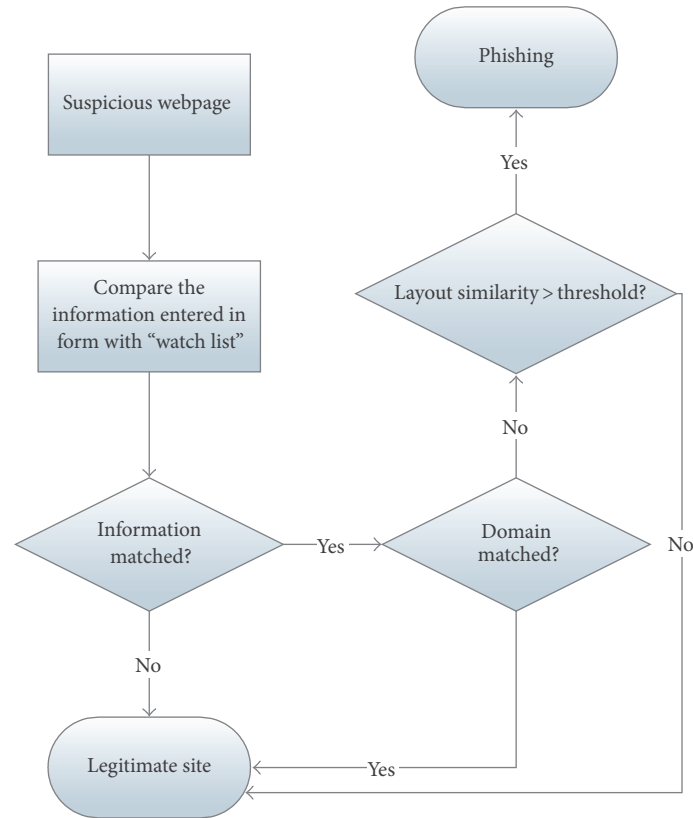 Phishing
Suspicious webpage
Yes
Compare the
information entered in
form with “watch list”
Layout similarity > threshold?
No
Information
matched?
Yes
Domain
matched?
No
No
Legitimate site
Yes